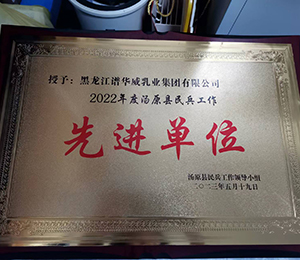 授予：黑龙江谱华威乳业集团有限公司
2022年度汤原县民兵工作
先进单位
汤原县民兵工作领导小组
二〇二三年五月十九日